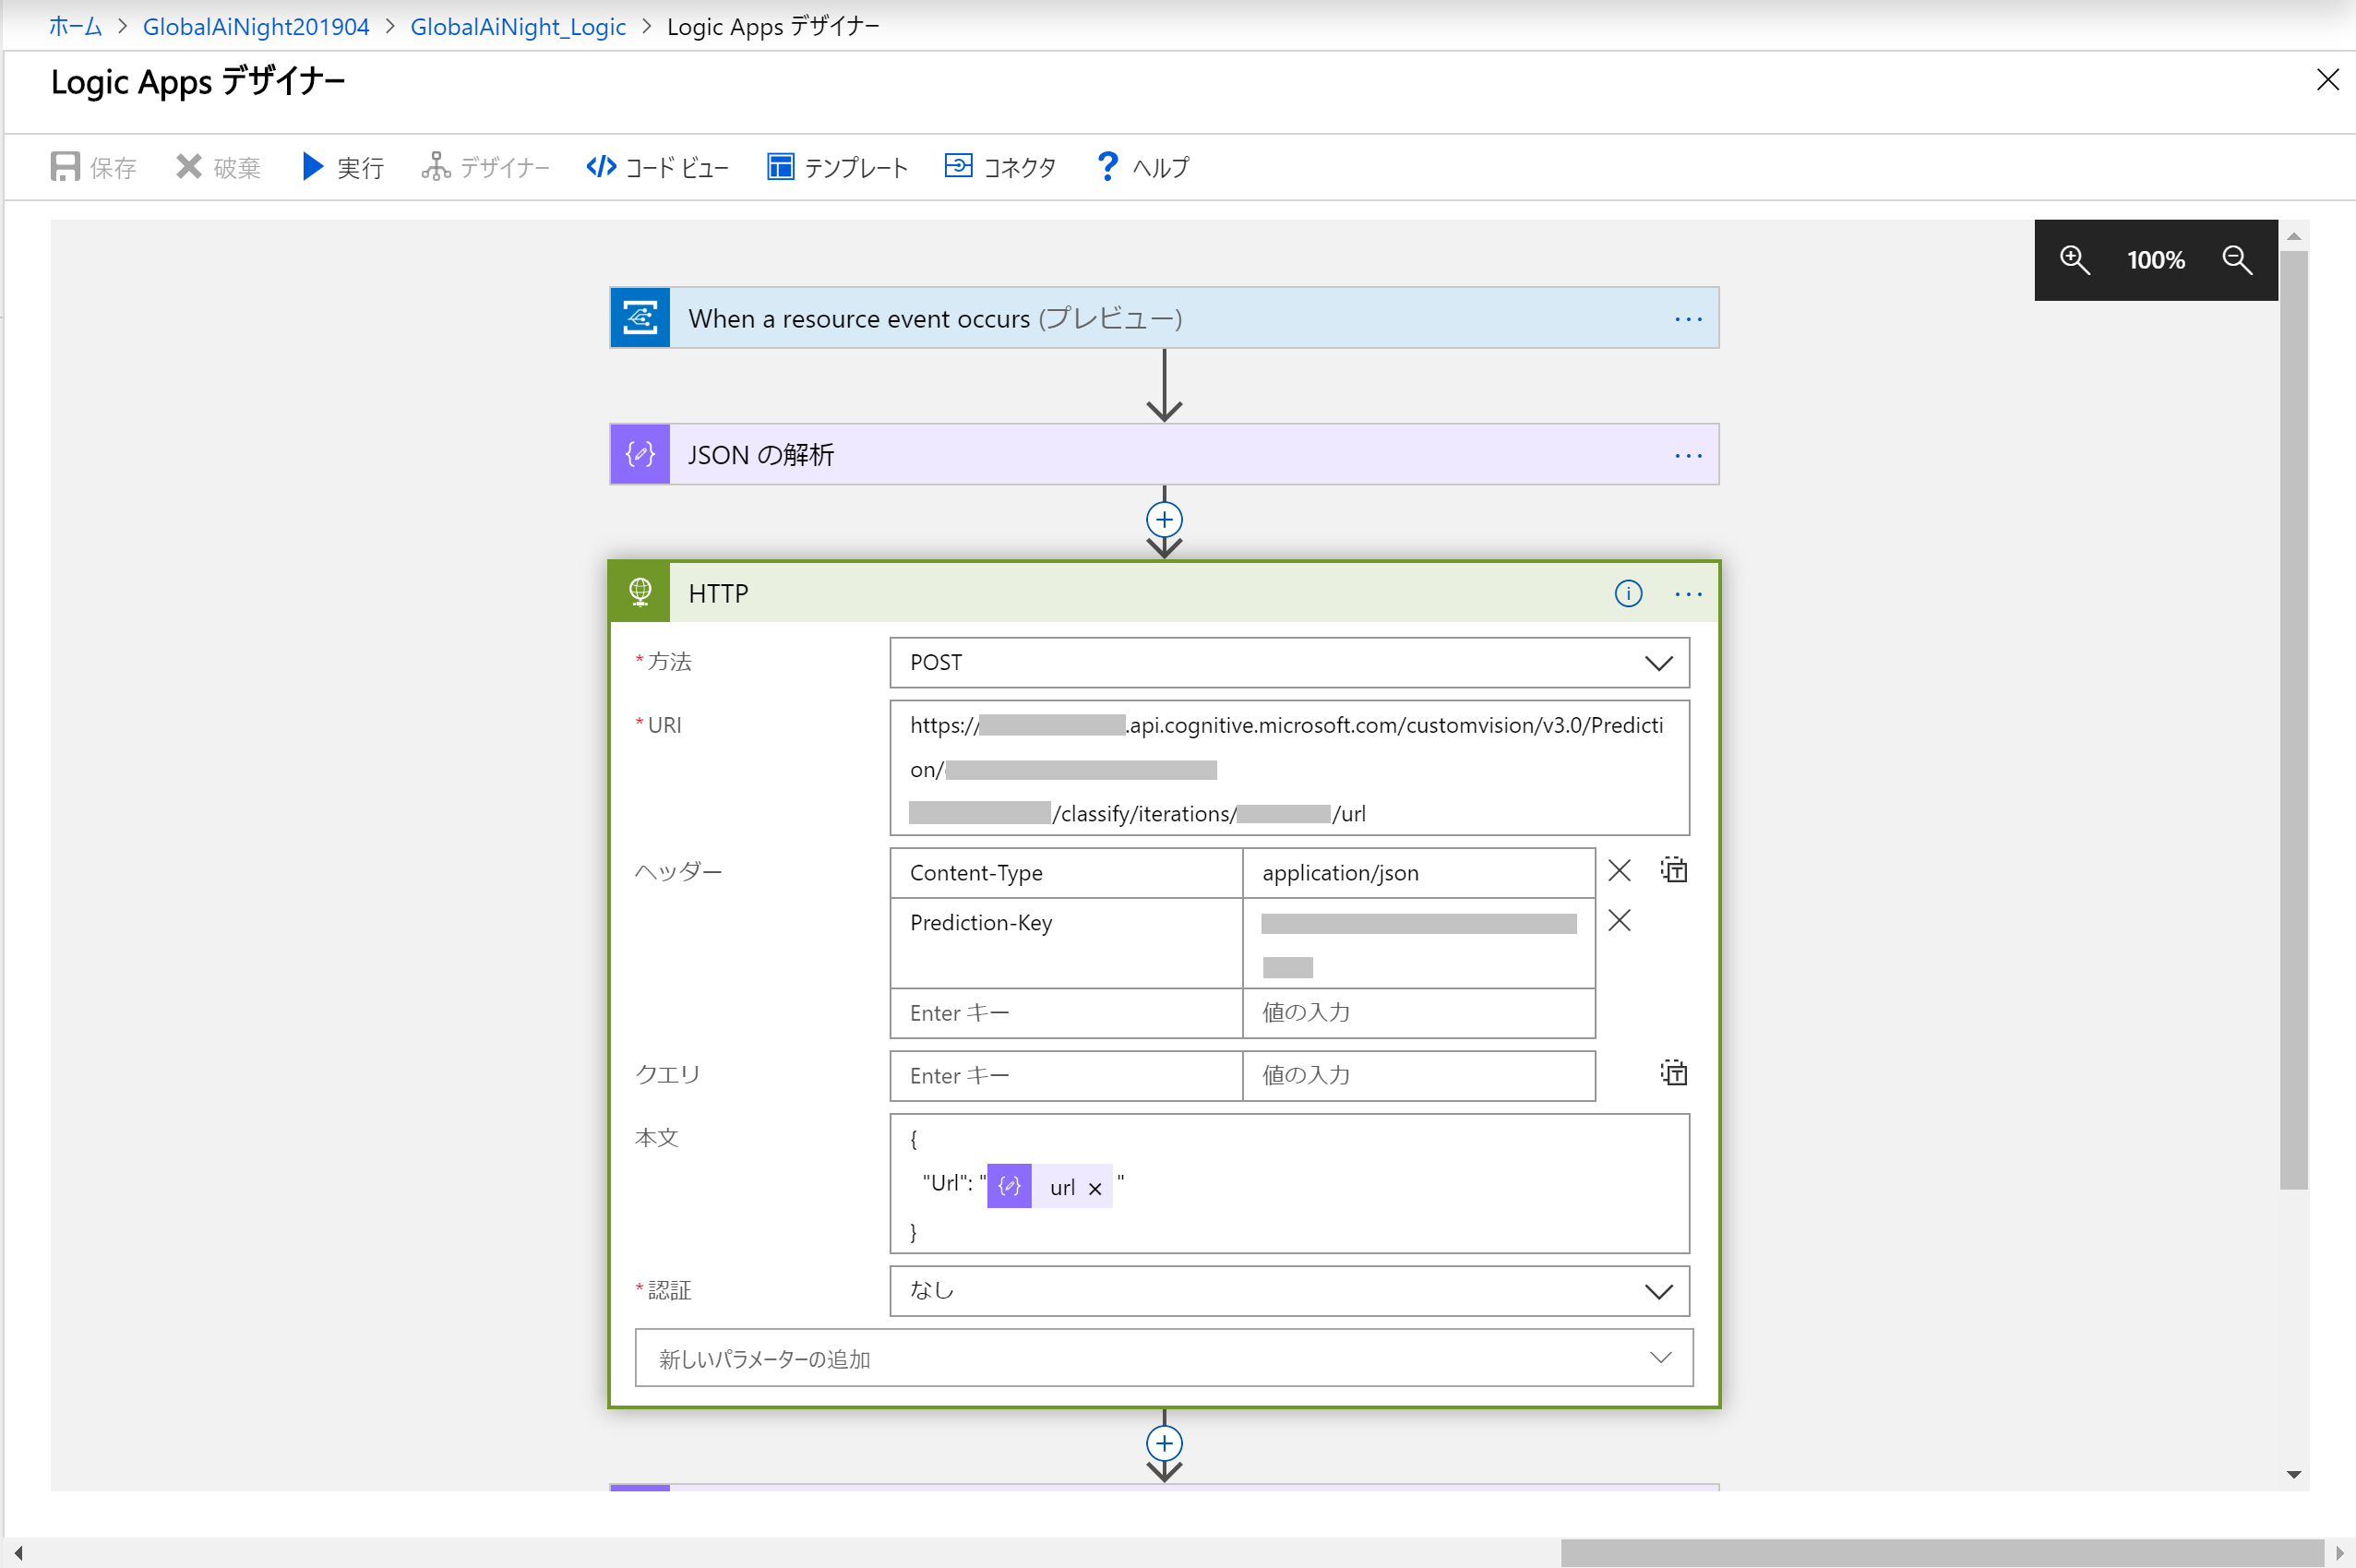 ホーム > GlobalAiNight201904 > GlobalAiNight_Logic > Logic Apps デザイナー
Logic Apps デザイナー
保存 破棄 実行 デザイナー コード ビュー テンプレート コネクタ ヘルプ
100%
When a resource event occurs (プレビュー)
JSON の解析
HTTP
*方法 POST
*URI https://.api.cognitive.microsoft.com/customvision/v3.0/Predicti
on/
/classify/iterations/ /url
ヘッダー Content-Type application/json
Prediction-Key
Enter キー 値の入力
クエリ Enter キー 値の入力
本文 {
"Url": " url × "
}
*認証 なし
新しいパラメーターの追加